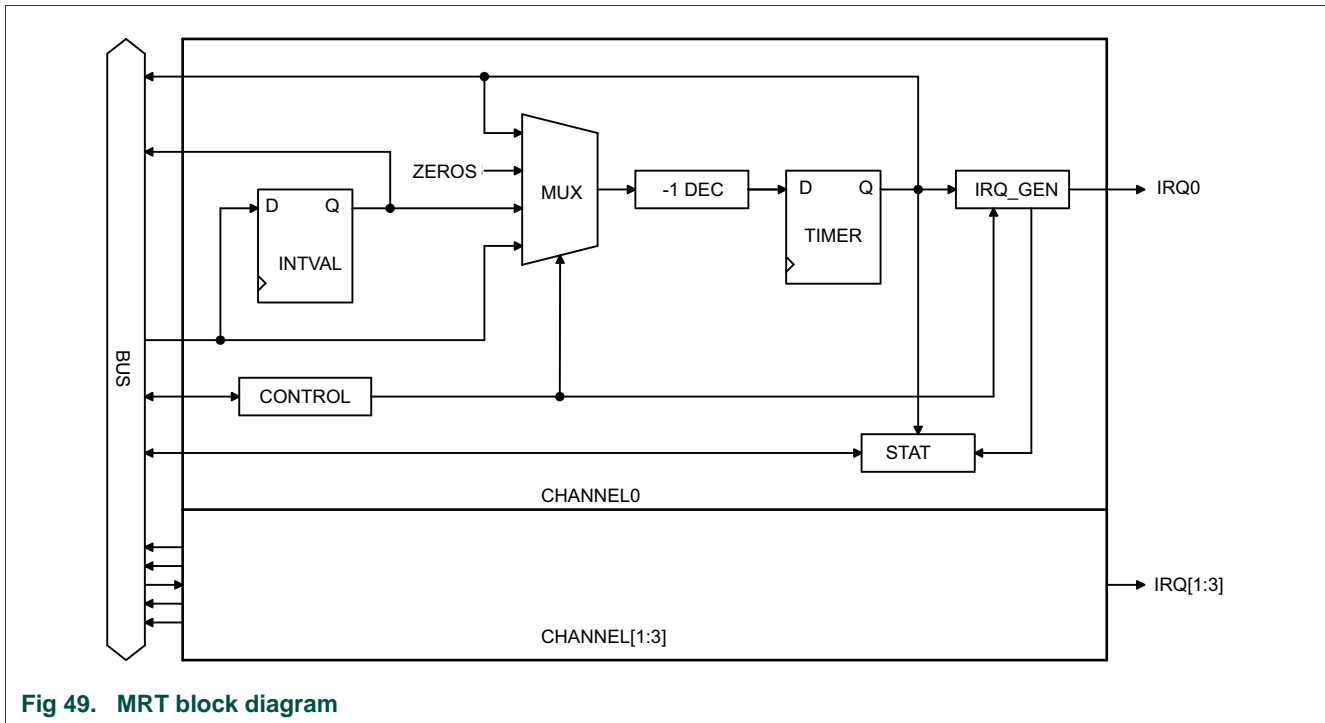 ZEROS
MUX
-1 DEC
D Q
TIMER
IRQ_GEN
IRQ0
D Q
INTVAL
BUS
CONTROL
STAT
CHANNEL0
IRQ[1:3]
CHANNEL[1:3]
Fig 49. MRT block diagram